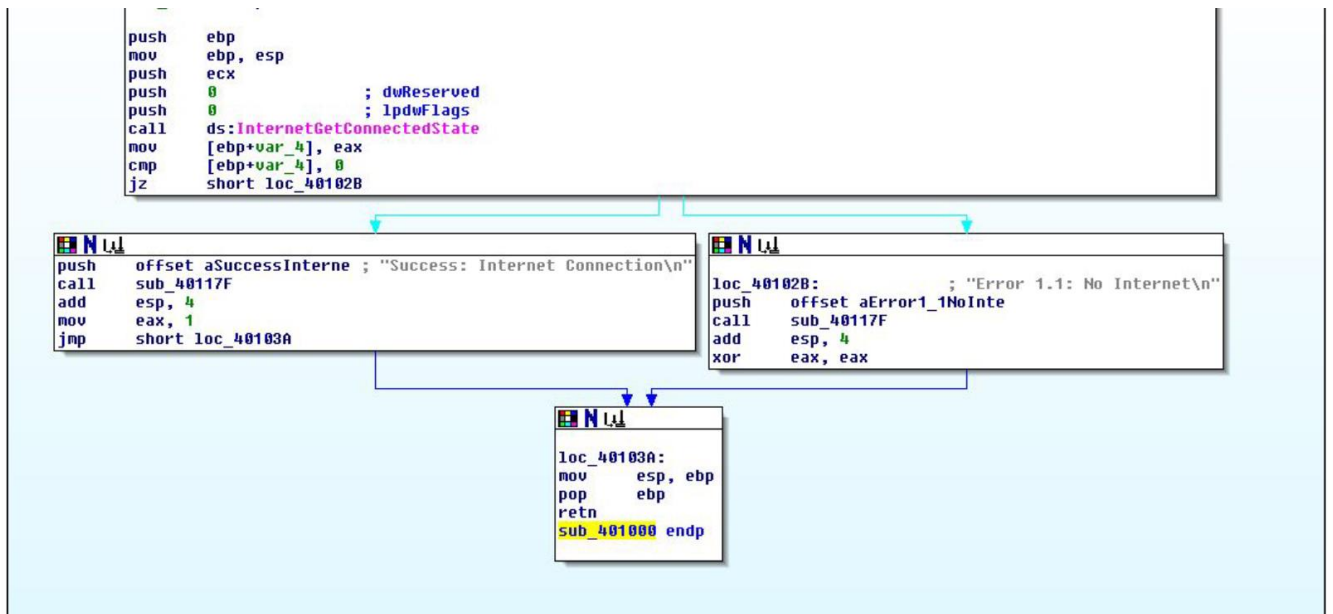 push ebp
mov ebp, esp
push ecx
push 0 ; dwReserved
push 0 ; lpdwFlags
call ds:InternetGetConnectedState
mov [ebp+var_4], eax
cmp [ebp+var_4], 0
jz short loc_40102B
push offset aSuccessInterne ; "Success: Internet Connection\n"
call sub_40117F
add esp, 4
mov eax, 1
jmp short loc_40103A
loc_40102B: ; "Error 1.1: No Internet\n"
push offset aError1_1NoInte
call sub_40117F
add esp, 4
xor eax, eax
loc_40103A:
mov esp, ebp
pop ebp
retn
sub_401000 endp